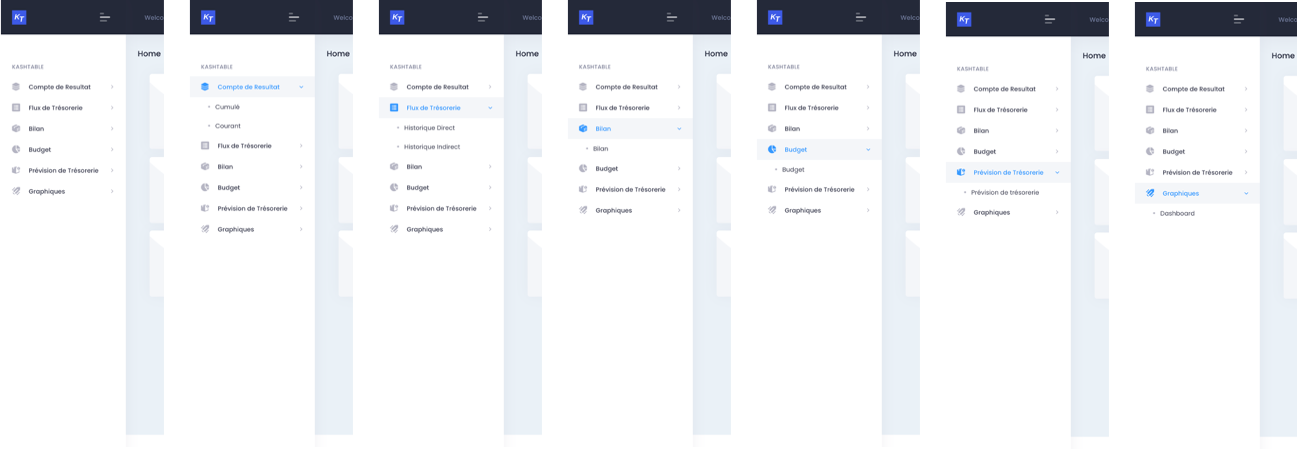 KT
Welco
Home
KASHTABLE
Compte de Resultat
Flux de Trésorerie
Bilan
Budget
Prévision de Trésorerie
Graphiques
KT
Welco
Home
KASHTABLE
Compte de Resultat
Cumulé
Courant
Flux de Trésorerie
Bilan
Budget
Prévision de Trésorerie
Graphiques
KT
Welco
Home
KASHTABLE
Compte de Resultat
Flux de Trésorerie
Historique Direct
Historique Indirect
Bilan
Budget
Prévision de Trésorerie
Graphiques
KT
Welco
Home
KASHTABLE
Compte de Resultat
Flux de Trésorerie
Bilan
Bilan
Budget
Prévision de Trésorerie
Graphiques
KT
Welco
Home
KASHTABLE
Compte de Resultat
Flux de Trésorerie
Bilan
Budget
Budget
Prévision de Trésorerie
Graphiques
KT
Welco
Home
KASHTABLE
Compte de Resultat
Flux de Trésorerie
Bilan
Budget
Prévision de Trésorerie
Prévision de trésorerie
Graphiques
KT
Welco
Home
KASHTABLE
Compte de Resultat
Flux de Trésorerie
Bilan
Budget
Prévision de Trésorerie
Graphiques
Dashboard